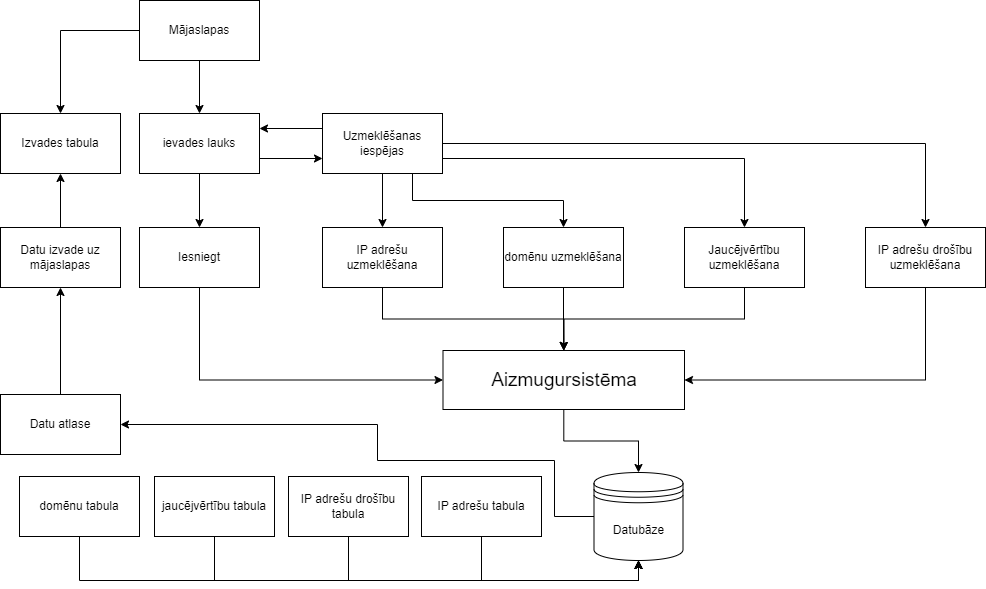 Mājaslapas
Izvades tabula
ievades lauks
Uzmeklēšanas
iespējas
Datu izvade uz
mājaslapas
Iesniegt
IP adrešu
uzmeklēšana
domēnu uzmeklēšana
Jaucējvērtību
uzmeklēšana
IP adrešu drošību
uzmeklēšana
Aizmugursistēma
Datu atlase
domēnu tabula
jaucējvērtību tabula
IP adrešu drošību
tabula
IP adrešu tabula
Datubāze